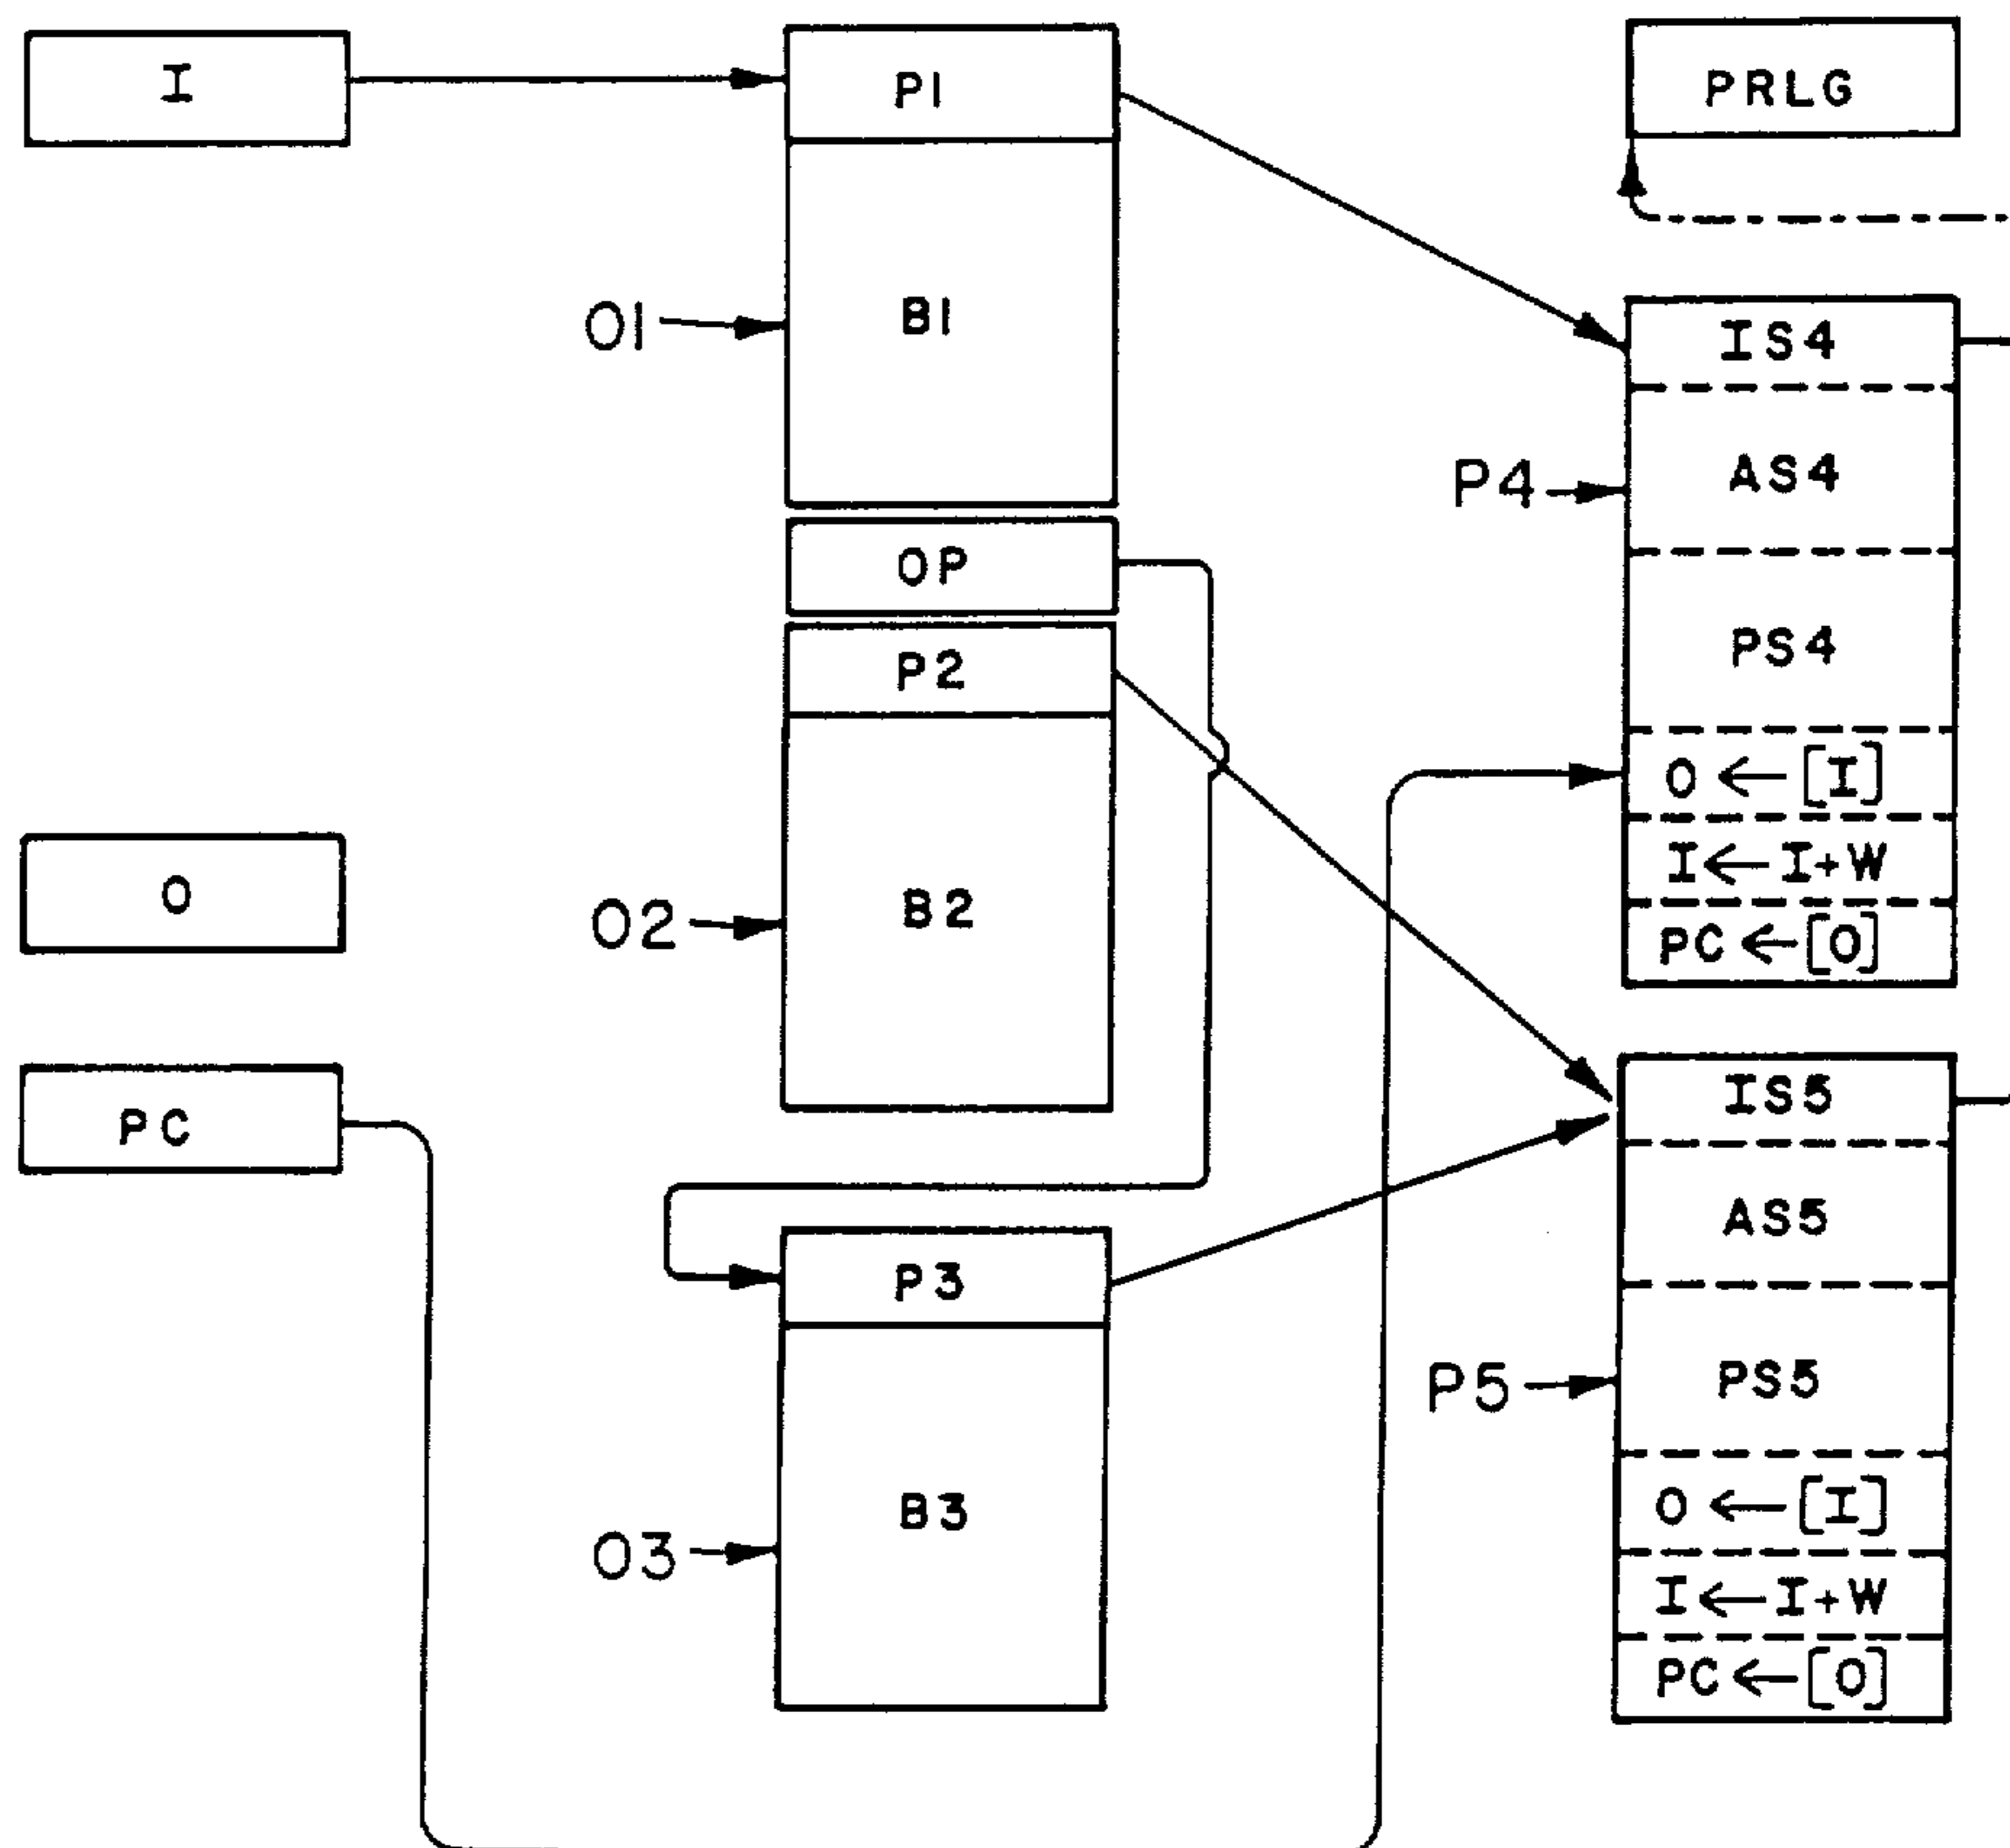 I
P1
PRLG
O1
B1
IS4
P4
AS4
OP
PS4
P2
O ← [I]
I ← I+W
O
O2
B2
PC ← [O]
PC
IS5
AS5
P3
P5
PS5
O3
B3
O ← [I]
I ← I+W
PC ← [O]